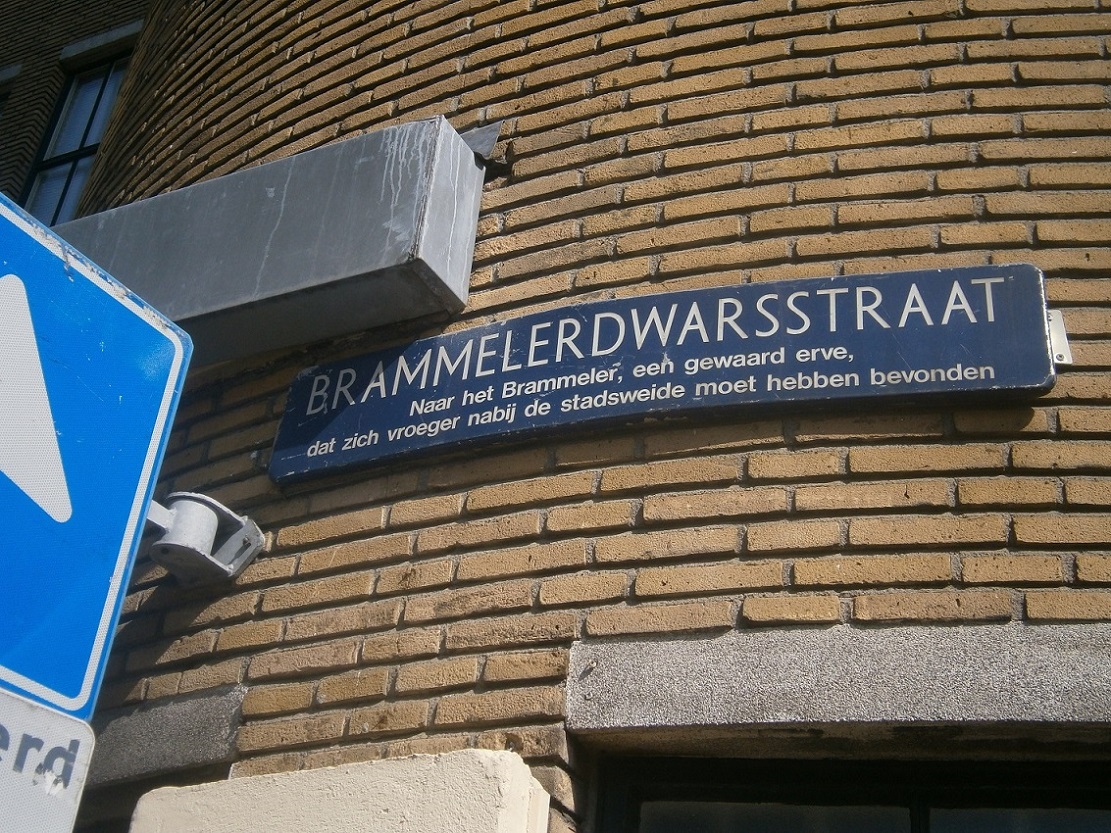 BRAMMELERDWARSSTRAAT
Naar het Brammeler, een gewaard erve,
dat zich vroeger nabij de stadsweide moet hebben bevonden
erd